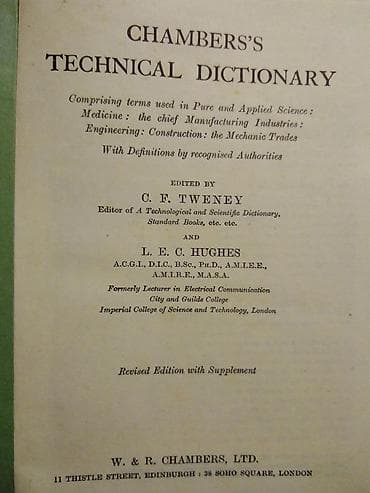 CHAMBERS'S
TECHNICAL DICTIONARY
Comprising terms used in Pure and Applied Science:
Medicine: the chief Manufacturing Industries:
Engineering: Construction: the Mechanic Trades
With Definitions by recognised Authorities
EDITED BY
C. F. TWENEY
Editor of A Technological and Scientific Dictionary,
Standard Books, etc. etc.
AND
L. E. C. HUGHES
A.C.G.I., D.I.C., B.Sc., PH.D., A.M.I.E.E.,
A.M.I.R.E., M.A.S.A.
Formerly Lecturer in Electrical Communication
City and Guilds College
Imperial College of Science and Technology, London
Revised Edition with Supplement
W. & R. CHAMBERS, LTD.
11 THISTLE STREET, EDINBURGH : 38 SOHO SQUARE, LONDON